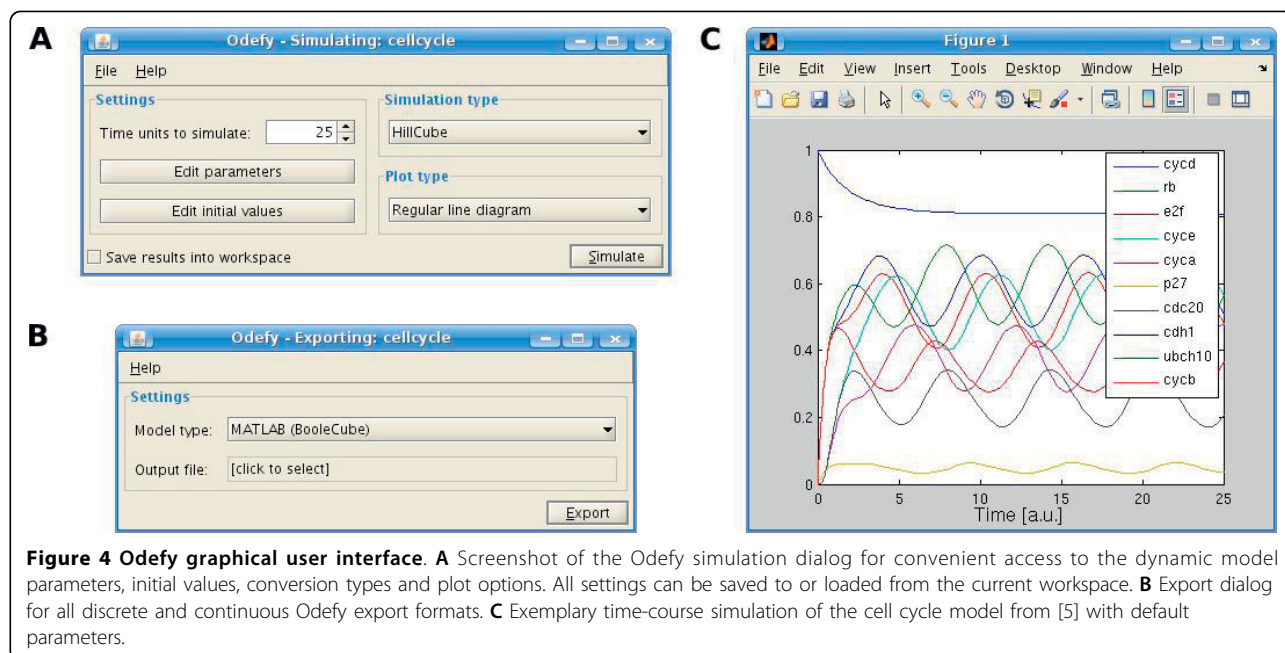 A
Odefy - Simulating: cellcycle
File Help
Settings
Time units to simulate: 25
Edit parameters
Edit initial values
Save results into workspace
Simulation type
HillCube
Plot type
Regular line diagram
Simulate
B
Odefy - Exporting: cellcycle
Help
Settings
Model type: MATLAB (BooleCube)
Output file: [click to select]
Export
C
Figure 1
File Edit View Insert Tools Desktop Window Help
1
0.8
0.6
0.4
0.2
0
0 5 10 15 20 25
Time [a.u.]
cycd
rb
e2f
cyce
cyca
p27
cdc20
cdh1
ubch10
cycb
Figure 4 Odefy graphical user interface. A Screenshot of the Odefy simulation dialog for convenient access to the dynamic model
parameters, initial values, conversion types and plot options. All settings can be saved to or loaded from the current workspace. B Export dialog
for all discrete and continuous Odefy export formats. C Exemplary time-course simulation of the cell cycle model from [5] with default
parameters.